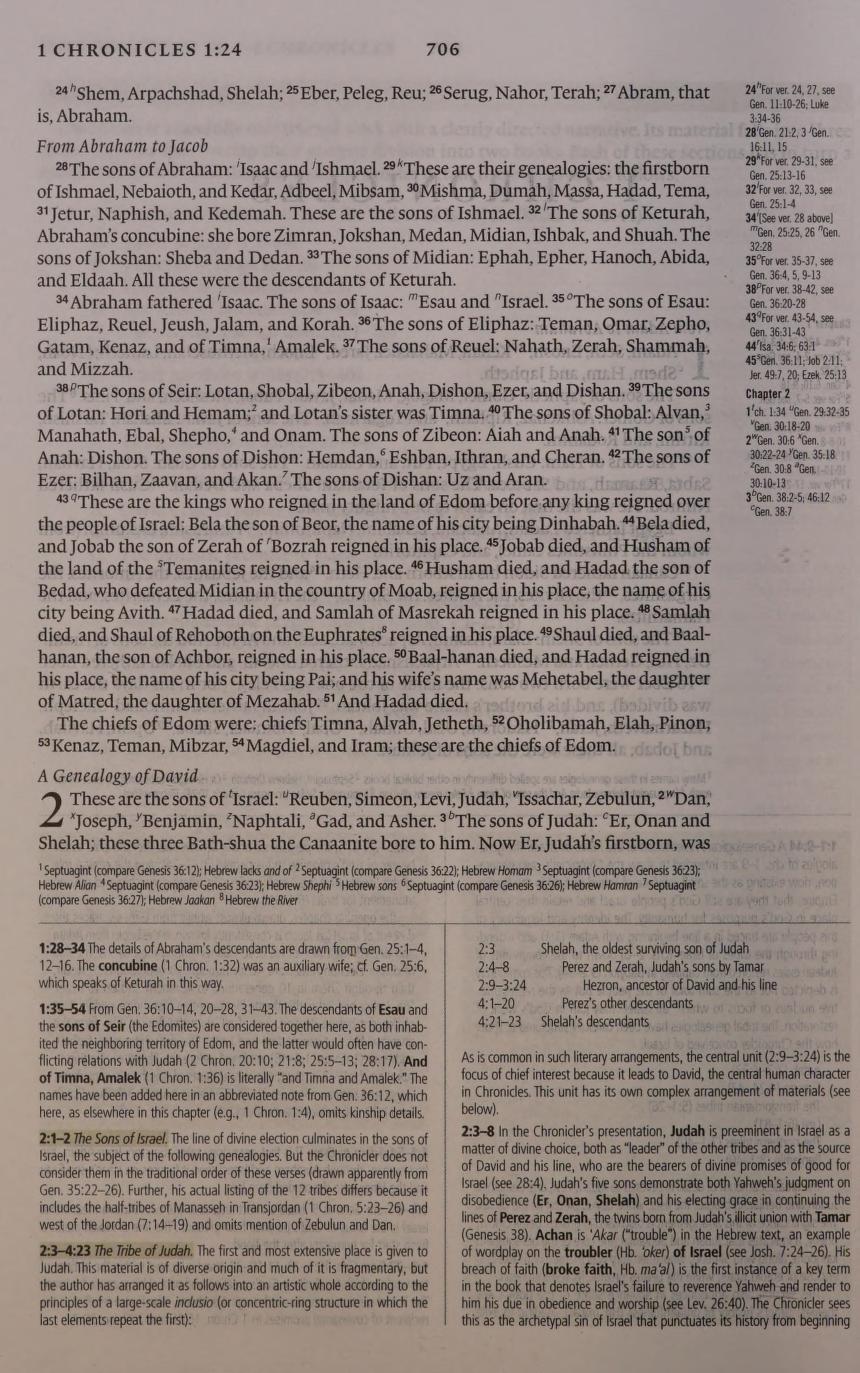 1 CHRONICLES 1:24
706
24 hShem, Arpachshad, Shelah; 25 Eber, Peleg, Reu; 26 Serug, Nahor, Terah; 27 Abram, that
is, Abraham.
From Abraham to Jacob
28 The sons of Abraham: iIsaac and jIshmael. 29 kThese are their genealogies: the firstborn
of Ishmael, Nebaioth, and Kedar, Adbeel, Mibsam, 30 Mishma, Dumah, Massa, Hadad, Tema,
31 Jetur, Naphish, and Kedemah. These are the sons of Ishmael. 32 lThe sons of Keturah,
Abraham's concubine: she bore Zimran, Jokshan, Medan, Midian, Ishbak, and Shuah. The
sons of Jokshan: Sheba and Dedan. 33 The sons of Midian: Ephah, Epher, Hanoch, Abida,
and Eldaah. All these were the descendants of Keturah.
34 Abraham fathered iIsaac. The sons of Isaac: mEsau and nIsrael. 35 oThe sons of Esau:
Eliphaz, Reuel, Jeush, Jalam, and Korah. 36 The sons of Eliphaz: Teman, Omar, Zepho,
Gatam, Kenaz, and of Timna,1 Amalek. 37 The sons of Reuel: Nahath, Zerah, Shammah,
and Mizzah.
38 pThe sons of Seir: Lotan, Shobal, Zibeon, Anah, Dishon, Ezer, and Dishan. 39 The sons
of Lotan: Hori and Hemam;2 and Lotan's sister was Timna. 40 The sons of Shobal: Alvan,3
Manahath, Ebal, Shepho,4 and Onam. The sons of Zibeon: Aiah and Anah. 41 The son5 of
Anah: Dishon. The sons of Dishon: Hemdan,6 Eshban, Ithran, and Cheran. 42 The sons of
Ezer: Bilhan, Zaavan, and Akan.7 The sons of Dishan: Uz and Aran.
43 qThese are the kings who reigned in the land of Edom before any king reigned over
the people of Israel: Bela the son of Beor, the name of his city being Dinhabah. 44 Bela died,
and Jobab the son of Zerah of rBozrah reigned in his place. 45 Jobab died, and Husham of
the land of the sTemanites reigned in his place. 46 Husham died, and Hadad the son of
Bedad, who defeated Midian in the country of Moab, reigned in his place, the name of his
city being Avith. 47 Hadad died, and Samlah of Masrekah reigned in his place. 48 Samlah
died, and Shaul of Rehoboth on the Euphrates8 reigned in his place. 49 Shaul died, and Baal-
hanan, the son of Achbor, reigned in his place. 50 Baal-hanan died, and Hadad reigned in
his place, the name of his city being Pai; and his wife's name was Mehetabel, the daughter
of Matred, the daughter of Mezahab. 51 And Hadad died.
The chiefs of Edom were: chiefs Timna, Alvah, Jetheth, 52 Oholibamah, Elah, Pinon,
53 Kenaz, Teman, Mibzar, 54 Magdiel, and Iram; these are the chiefs of Edom.
A Genealogy of David
2 These are the sons of tIsrael: uReuben, Simeon, Levi, Judah, vIssachar, Zebulun, 2 wDan,
xJoseph, yBenjamin, zNaphtali, aGad, and Asher. 3 bThe sons of Judah: cEr, Onan and
Shelah; these three Bath-shua the Canaanite bore to him. Now Er, Judah's firstborn, was
24 hFor ver. 24, 27, see
Gen. 11:10-26; Luke
3:34-36
28 iGen. 21:2, 3 jGen.
16:11, 15
29 kFor ver. 29-31, see
Gen. 25:13-16
32 lFor ver. 32, 33, see
Gen. 25:1-4
34 i[See ver. 28 above]
mGen. 25:25, 26 nGen.
32:28
35 oFor ver. 35-37, see
Gen. 36:4, 5, 9-13
38 pFor ver. 38-42, see
Gen. 36:20-28
43 qFor ver. 43-54, see
Gen. 36:31-43
44 rIsa. 34:6; 63:1
45 sGen. 36:11; Job 2:11;
Jer. 49:7, 20; Ezek. 25:13
Chapter 2
1 tch. 1:34 uGen. 29:32-35
vGen. 30:18-20
2 wGen. 30:6 xGen.
30:22-24 yGen. 35:18
zGen. 30:8 aGen.
30:10-13
3 bGen. 38:2-5; 46:12
cGen. 38:7
1 Septuagint (compare Genesis 36:12); Hebrew lacks and of 2 Septuagint (compare Genesis 36:22); Hebrew Homam 3 Septuagint (compare Genesis 36:23);
Hebrew Alian 4 Septuagint (compare Genesis 36:23); Hebrew Shephi 5 Hebrew sons 6 Septuagint (compare Genesis 36:26); Hebrew Hamran 7 Septuagint
(compare Genesis 36:27); Hebrew Jaakan 8 Hebrew the River
1:28–34 The details of Abraham's descendants are drawn from Gen. 25:1–4,
12–16. The concubine (1 Chron. 1:32) was an auxiliary wife; cf. Gen. 25:6,
which speaks of Keturah in this way.
1:35–54 From Gen. 36:10–14, 20–28, 31–43. The descendants of Esau and
the sons of Seir (the Edomites) are considered together here, as both inhab-
ited the neighboring territory of Edom, and the latter would often have con-
flicting relations with Judah (2 Chron. 20:10; 21:8; 25:5–13; 28:17). And
of Timna, Amalek (1 Chron. 1:36) is literally "and Timna and Amalek." The
names have been added here in an abbreviated note from Gen. 36:12, which
here, as elsewhere in this chapter (e.g., 1 Chron. 1:4), omits kinship details.
2:1–2 The Sons of Israel. The line of divine election culminates in the sons of
Israel, the subject of the following genealogies. But the Chronicler does not
consider them in the traditional order of these verses (drawn apparently from
Gen. 35:22–26). Further, his actual listing of the 12 tribes differs because it
includes the half-tribes of Manasseh in Transjordan (1 Chron. 5:23–26) and
west of the Jordan (7:14–19) and omits mention of Zebulun and Dan.
2:3–4:23 The Tribe of Judah. The first and most extensive place is given to
Judah. This material is of diverse origin and much of it is fragmentary, but
the author has arranged it as follows into an artistic whole according to the
principles of a large-scale inclusio (or concentric-ring structure in which the
last elements repeat the first):
2:3 Shelah, the oldest surviving son of Judah
2:4–8 Perez and Zerah, Judah's sons by Tamar
2:9–3:24 Hezron, ancestor of David and his line
4:1–20 Perez's other descendants
4:21–23 Shelah's descendants
As is common in such literary arrangements, the central unit (2:9–3:24) is the
focus of chief interest because it leads to David, the central human character
in Chronicles. This unit has its own complex arrangement of materials (see
below).
2:3–8 In the Chronicler's presentation, Judah is preeminent in Israel as a
matter of divine choice, both as "leader" of the other tribes and as the source
of David and his line, who are the bearers of divine promises of good for
Israel (see 28:4). Judah's five sons demonstrate both Yahweh's judgment on
disobedience (Er, Onan, Shelah) and his electing grace in continuing the
lines of Perez and Zerah, the twins born from Judah's illicit union with Tamar
(Genesis 38). Achan is 'Akar ("trouble") in the Hebrew text, an example
of wordplay on the troubler (Hb. 'oker) of Israel (see Josh. 7:24–26). His
breach of faith (broke faith, Hb. ma'al) is the first instance of a key term
in the book that denotes Israel's failure to reverence Yahweh and render to
him his due in obedience and worship (see Lev. 26:40). The Chronicler sees
this as the archetypal sin of Israel that punctuates its history from beginning